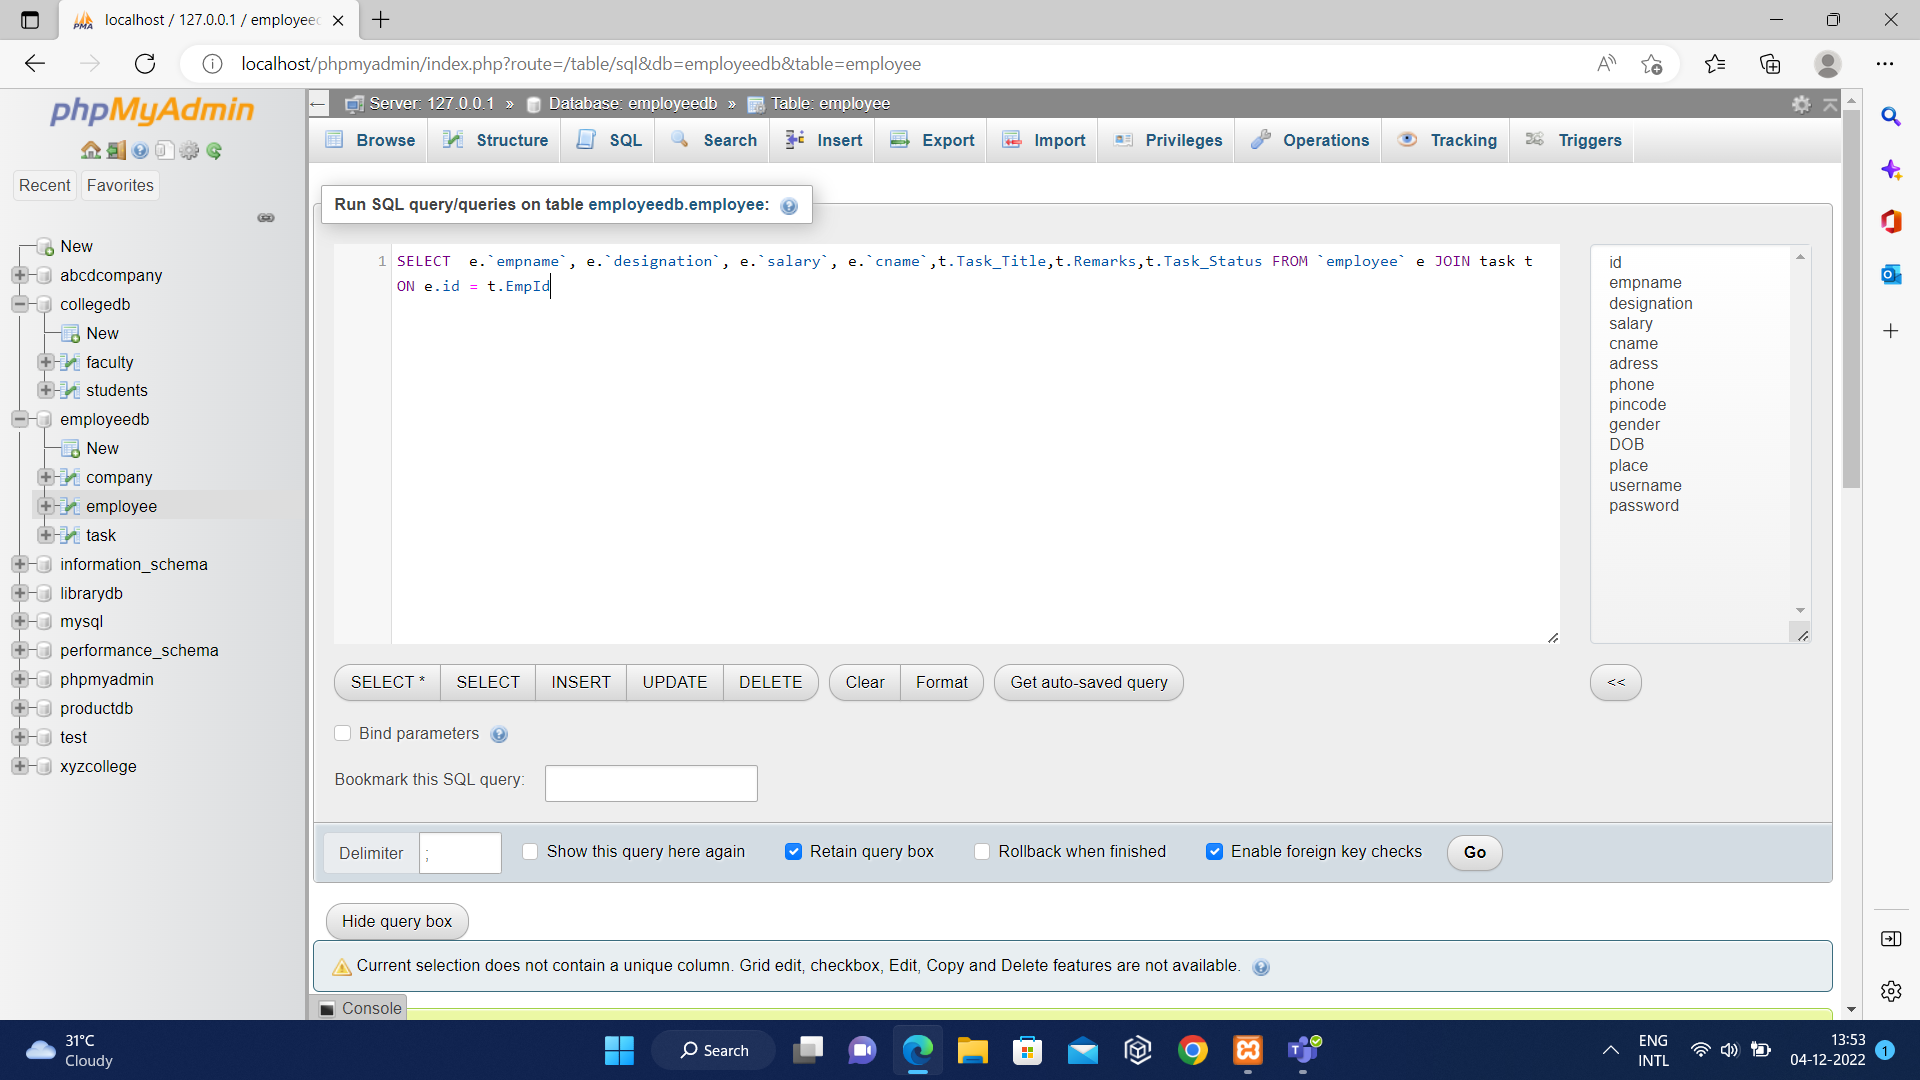 localhost / 127.0.0.1 / employeed
localhost/phpmyadmin/index.php?route=/table/sql&db=employeedb&table=employee
phpMyAdmin
Recent Favorites
New
abcdcompany
collegedb
New
faculty
students
employeedb
New
company
employee
task
information_schema
librarydb
mysql
performance_schema
phpmyadmin
productdb
test
xyzcollege
Server: 127.0.0.1 » Database: employeedb » Table: employee
Browse Structure SQL Search Insert Export Import Privileges Operations Tracking Triggers
Run SQL query/queries on table employeedb.employee:
1 SELECT  e.`empname`, e.`designation`, e.`salary`, e.`cname`,t.Task_Title,t.Remarks,t.Task_Status FROM `employee` e JOIN task t
ON e.id = t.EmpId
id
empname
designation
salary
cname
adress
phone
pincode
gender
DOB
place
username
password
SELECT * SELECT INSERT UPDATE DELETE Clear Format Get auto-saved query <<
Bind parameters
Bookmark this SQL query:
Delimiter ; Show this query here again Retain query box Rollback when finished Enable foreign key checks Go
Hide query box
Current selection does not contain a unique column. Grid edit, checkbox, Edit, Copy and Delete features are not available.
Console
31°C
Cloudy
Search
ENG
INTL
13:53
04-12-2022
1